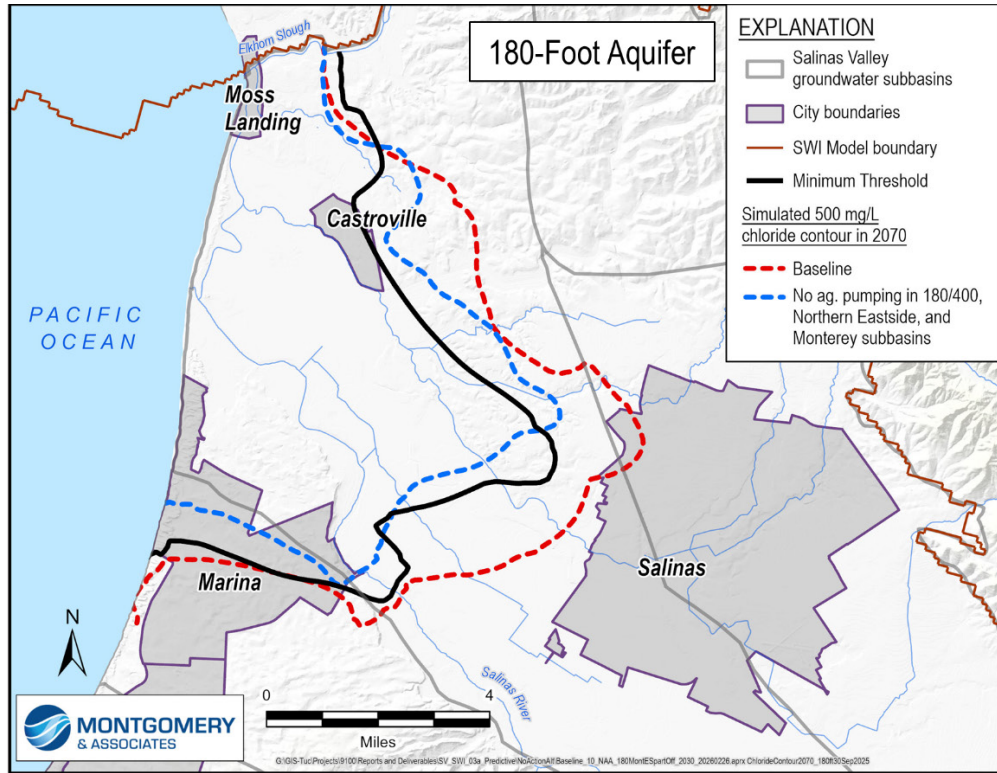 180-Foot Aquifer
Elkhorn Slough
Moss
Landing
Castroville
PACIFIC
OCEAN
Marina
Salinas
Salinas River
N
0
4
Miles
MONTGOMERY
& ASSOCIATES
EXPLANATION
Salinas Valley
groundwater subbasins
City boundaries
SWI Model boundary
Minimum Threshold
Simulated 500 mg/L
chloride contour in 2070
Baseline
No ag. pumping in 180/400,
Northern Eastside, and
Monterey subbasins